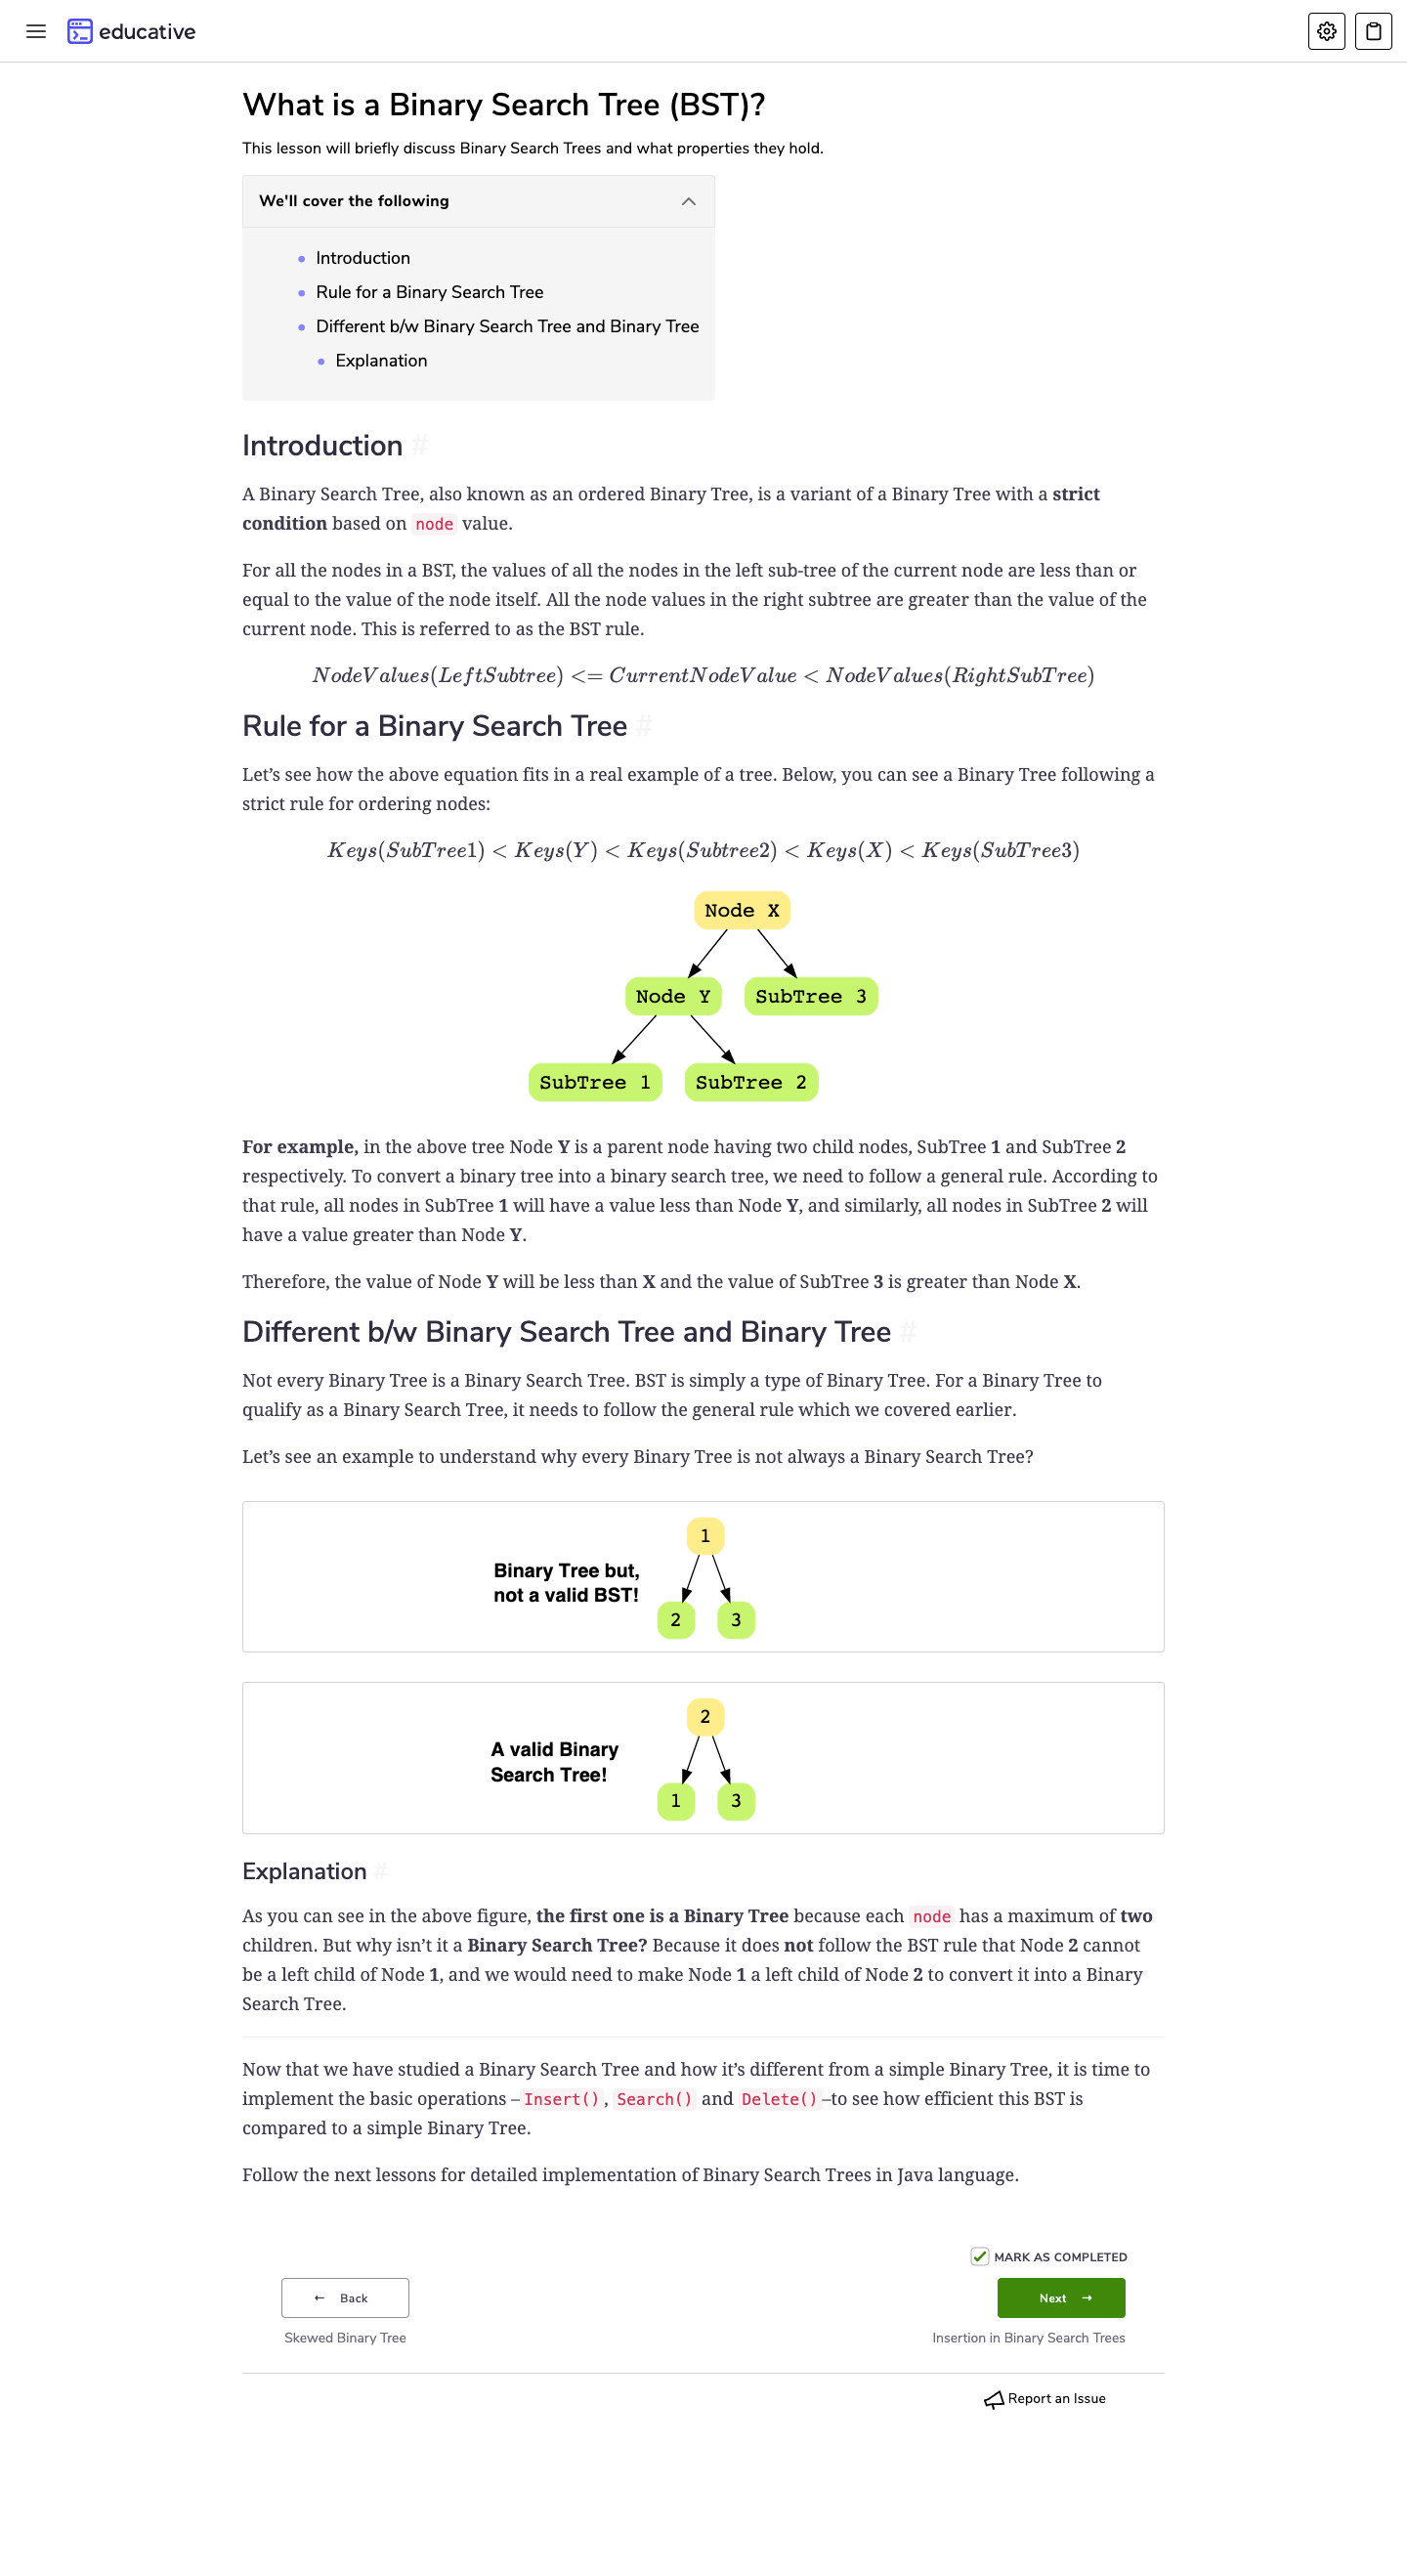 educative
What is a Binary Search Tree (BST)?
This lesson will briefly discuss Binary Search Trees and what properties they hold.
We'll cover the following
Introduction
Rule for a Binary Search Tree
Different b/w Binary Search Tree and Binary Tree
Explanation
Introduction #
A Binary Search Tree, also known as an ordered Binary Tree, is a variant of a Binary Tree with a strict
condition based on node value.
For all the nodes in a BST, the values of all the nodes in the left sub-tree of the current node are less than or
equal to the value of the node itself. All the node values in the right subtree are greater than the value of the
current node. This is referred to as the BST rule.
NodeValues(LeftSubtree) <= CurrentNodeValue < NodeValues(RightSubTree)
Rule for a Binary Search Tree #
Let’s see how the above equation fits in a real example of a tree. Below, you can see a Binary Tree following a
strict rule for ordering nodes:
Keys(SubTree1) < Keys(Y) < Keys(Subtree2) < Keys(X) < Keys(SubTree3)
Node X
Node Y SubTree 3
SubTree 1 SubTree 2
For example, in the above tree Node Y is a parent node having two child nodes, SubTree 1 and SubTree 2
respectively. To convert a binary tree into a binary search tree, we need to follow a general rule. According to
that rule, all nodes in SubTree 1 will have a value less than Node Y, and similarly, all nodes in SubTree 2 will
have a value greater than Node Y.
Therefore, the value of Node Y will be less than X and the value of SubTree 3 is greater than Node X.
Different b/w Binary Search Tree and Binary Tree #
Not every Binary Tree is a Binary Search Tree. BST is simply a type of Binary Tree. For a Binary Tree to
qualify as a Binary Search Tree, it needs to follow the general rule which we covered earlier.
Let’s see an example to understand why every Binary Tree is not always a Binary Search Tree?
1
Binary Tree but,
not a valid BST!
2 3
2
A valid Binary
Search Tree!
1 3
Explanation #
As you can see in the above figure, the first one is a Binary Tree because each node has a maximum of two
children. But why isn’t it a Binary Search Tree? Because it does not follow the BST rule that Node 2 cannot
be a left child of Node 1, and we would need to make Node 1 a left child of Node 2 to convert it into a Binary
Search Tree.
Now that we have studied a Binary Search Tree and how it’s different from a simple Binary Tree, it is time to
implement the basic operations –Insert(), Search() and Delete()–to see how efficient this BST is
compared to a simple Binary Tree.
Follow the next lessons for detailed implementation of Binary Search Trees in Java language.
MARK AS COMPLETED
← Back
Next →
Skewed Binary Tree
Insertion in Binary Search Trees
Report an Issue